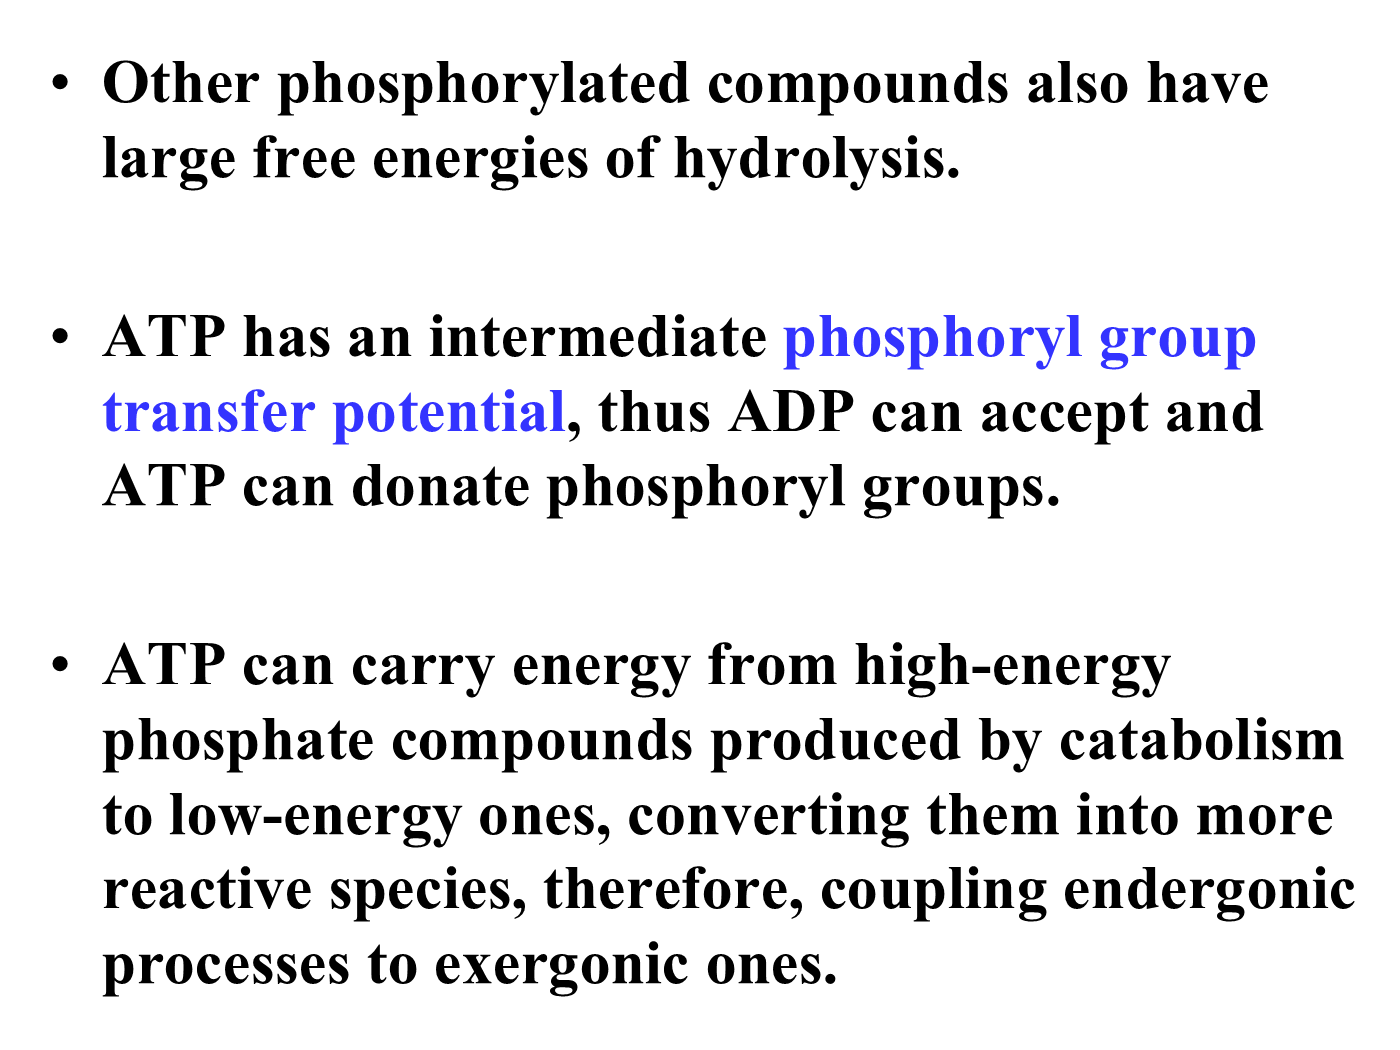 • Other phosphorylated compounds also have
large free energies of hydrolysis.
• ATP has an intermediate phosphoryl group
transfer potential, thus ADP can accept and
ATP can donate phosphoryl groups.
• ATP can carry energy from high-energy
phosphate compounds produced by catabolism
to low-energy ones, converting them into more
reactive species, therefore, coupling endergonic
processes to exergonic ones.